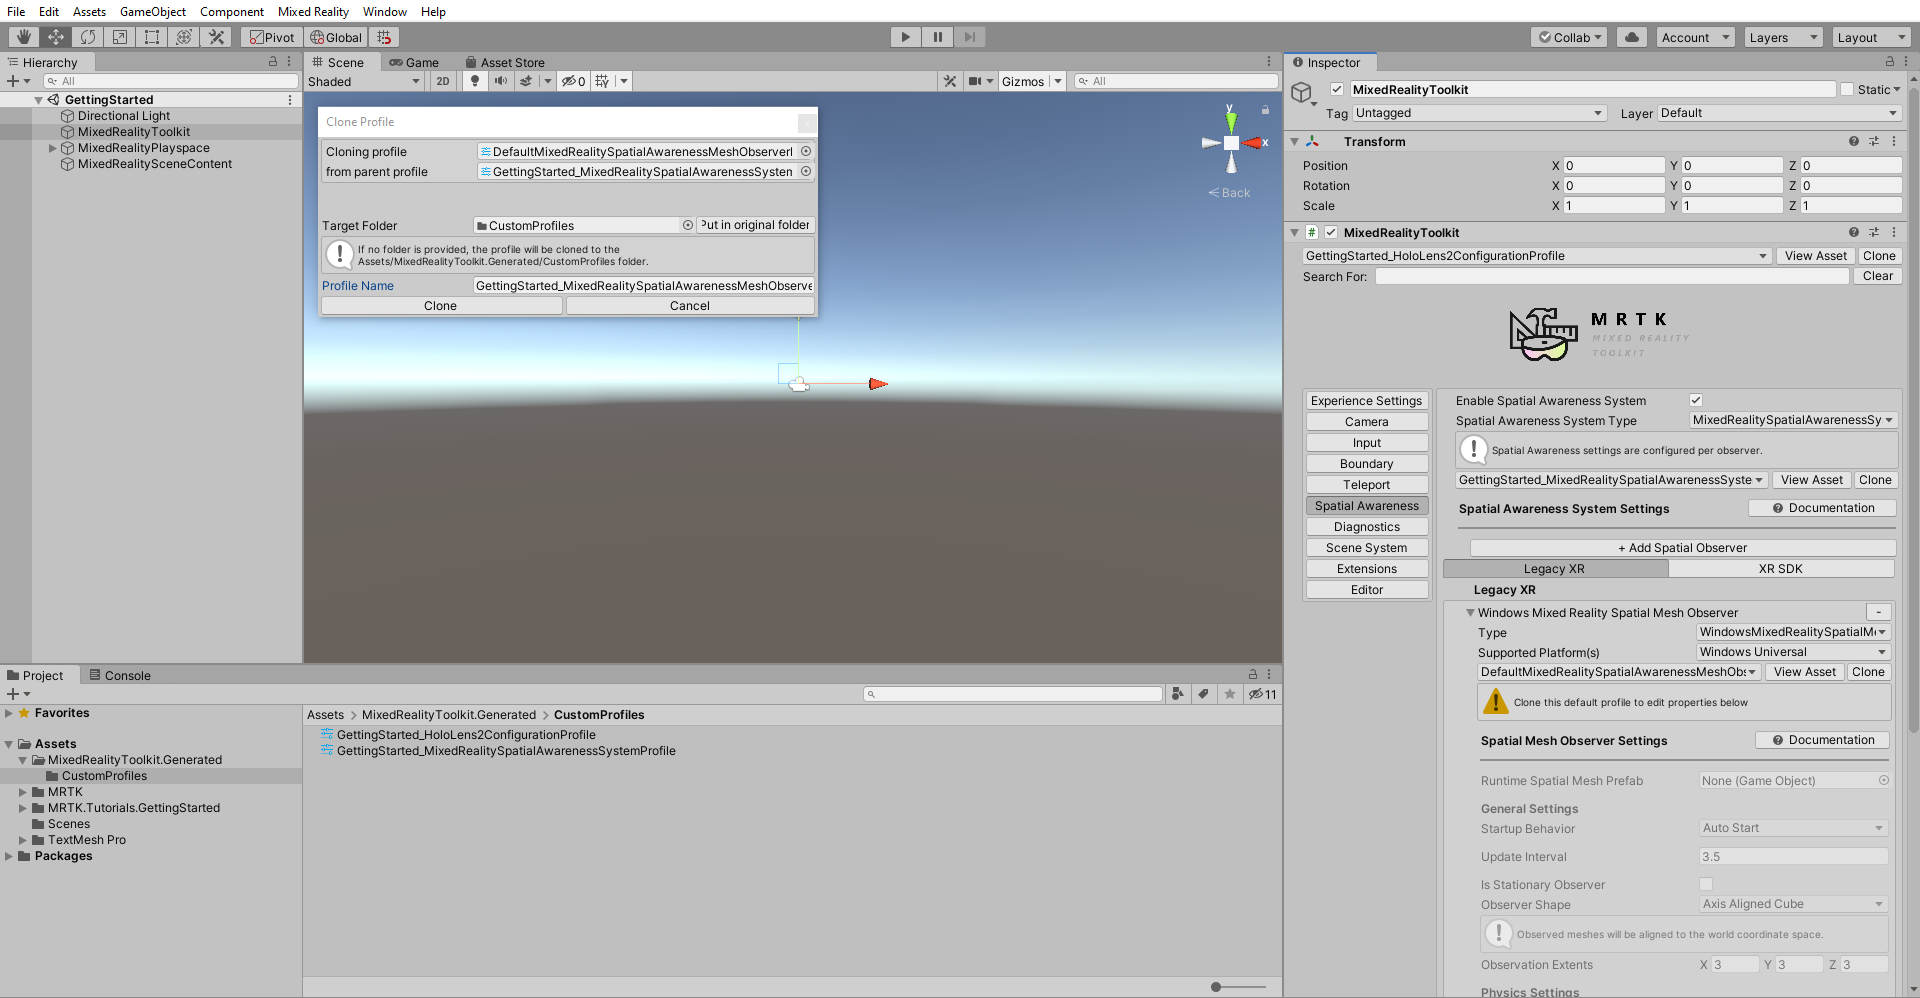 File Edit Assets GameObject Component Mixed Reality Window Help
Pivot Global Collab Account Layers Layout
Hierarchy
All
GettingStarted
Directional Light
MixedRealityToolkit
MixedRealityPlayspace
MixedRealitySceneContent
Scene Game Asset Store
Shaded 2D 0 Gizmos All
Clone Profile
Cloning profile DefaultMixedRealitySpatialAwarenessMeshObserverl
from parent profile GettingStarted_MixedRealitySpatialAwarenessSysten
Target Folder CustomProfiles Put in original folder
If no folder is provided, the profile will be cloned to the
Assets/MixedRealityToolkit.Generated/CustomProfiles folder.
Profile Name GettingStarted_MixedRealitySpatialAwarenessMeshObserve
Clone Cancel
y
x
Back
Project Console
11
Favorites
Assets
MixedRealityToolkit.Generated
CustomProfiles
MRTK
MRTK.Tutorials.GettingStarted
Scenes
TextMesh Pro
Packages
Assets > MixedRealityToolkit.Generated > CustomProfiles
GettingStarted_HoloLens2ConfigurationProfile
GettingStarted_MixedRealitySpatialAwarenessSystemProfile
Inspector
MixedRealityToolkit Static
Tag Untagged Layer Default
Transform
Position X 0 Y 0 Z 0
Rotation X 0 Y 0 Z 0
Scale X 1 Y 1 Z 1
# MixedRealityToolkit
GettingStarted_HoloLens2ConfigurationProfile View Asset Clone
Search For: Clear
MRTK
MIXED REALITY
TOOLKIT
Experience Settings
Camera
Input
Boundary
Teleport
Spatial Awareness
Diagnostics
Scene System
Extensions
Editor
Enable Spatial Awareness System
Spatial Awareness System Type MixedRealitySpatialAwarenessSy
Spatial Awareness settings are configured per observer.
GettingStarted_MixedRealitySpatialAwarenessSyste View Asset Clone
Spatial Awareness System Settings Documentation
+ Add Spatial Observer
Legacy XR XR SDK
Legacy XR
Windows Mixed Reality Spatial Mesh Observer -
Type WindowsMixedRealitySpatialM
Supported Platform(s) Windows Universal
DefaultMixedRealitySpatialAwarenessMeshObs View Asset Clone
Clone this default profile to edit properties below
Spatial Mesh Observer Settings Documentation
Runtime Spatial Mesh Prefab None (Game Object)
General Settings
Startup Behavior Auto Start
Update Interval 3.5
Is Stationary Observer
Observer Shape Axis Aligned Cube
Observed meshes will be aligned to the world coordinate space.
Observation Extents X 3 Y 3 Z 3
Physics Settings